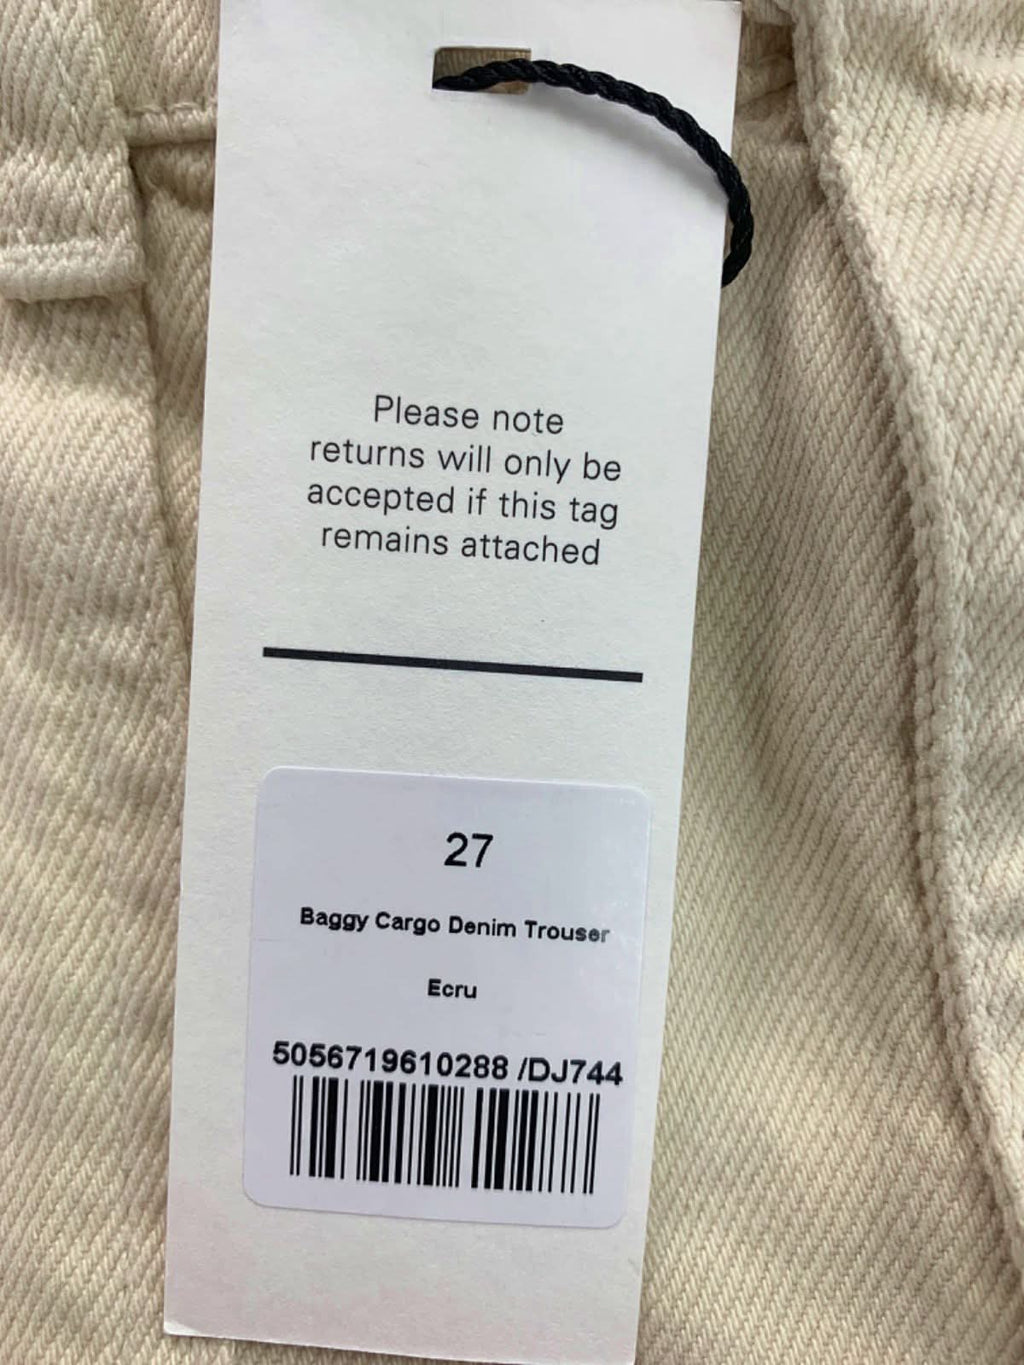 Please note
returns will only be
accepted if this tag
remains attached
27
Baggy Cargo Denim Trouser
Ecru
5056719610288 /DJ744